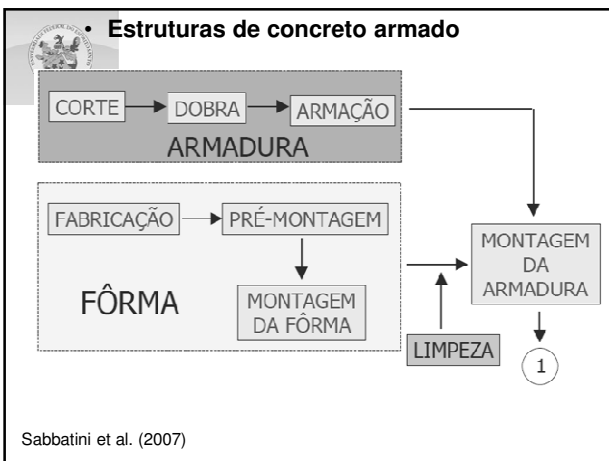 • Estruturas de concreto armado
CORTE
DOBRA
ARMAÇÃO
ARMADURA
FABRICAÇÃO
PRÉ-MONTAGEM
MONTAGEM
DA
ARMADURA
FÔRMA
MONTAGEM
DA FÔRMA
LIMPEZA
1
Sabbatini et al. (2007)